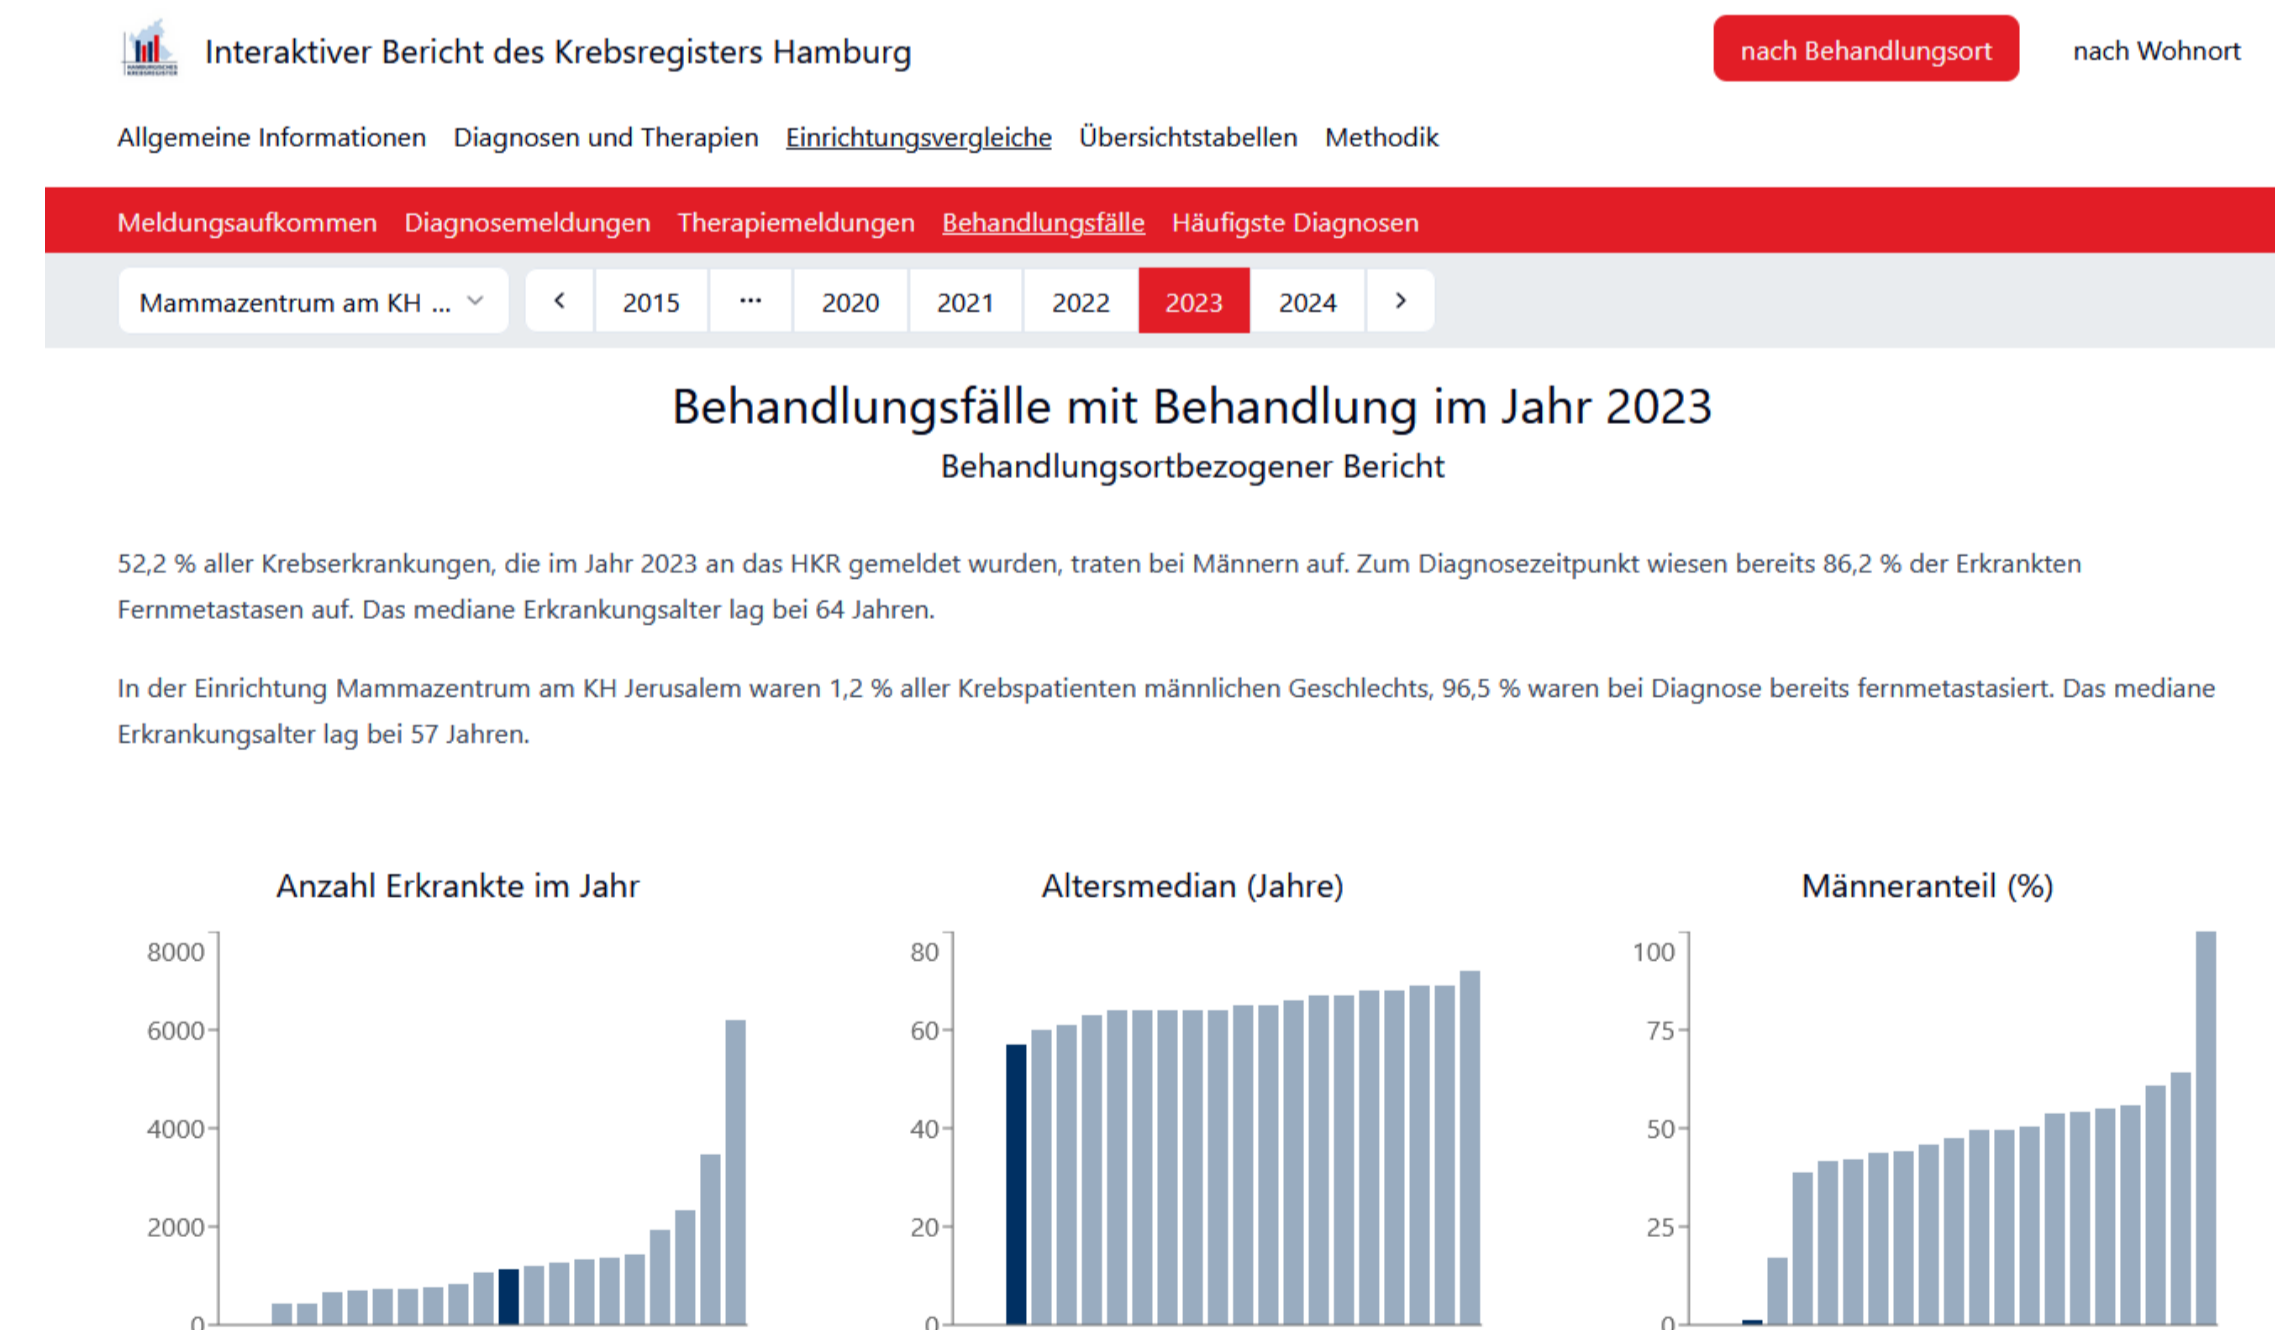 HAMBURGISCHES
KREBSREGISTER
Interaktiver Bericht des Krebsregisters Hamburg
nach Behandlungsort
nach Wohnort
Allgemeine Informationen Diagnosen und Therapien Einrichtungsvergleiche Übersichtstabellen Methodik
Meldungsaufkommen Diagnosemeldungen Therapiemeldungen Behandlungsfälle Häufigste Diagnosen
Mammazentrum am KH ... 2015 ··· 2020 2021 2022 2023 2024
Behandlungsfälle mit Behandlung im Jahr 2023
Behandlungsortbezogener Bericht
52,2 % aller Krebserkrankungen, die im Jahr 2023 an das HKR gemeldet wurden, traten bei Männern auf. Zum Diagnosezeitpunkt wiesen bereits 86,2 % der Erkrankten
Fernmetastasen auf. Das mediane Erkrankungsalter lag bei 64 Jahren.
In der Einrichtung Mammazentrum am KH Jerusalem waren 1,2 % aller Krebspatienten männlichen Geschlechts, 96,5 % waren bei Diagnose bereits fernmetastasiert. Das mediane
Erkrankungsalter lag bei 57 Jahren.
Anzahl Erkrankte im Jahr
8000
6000
4000
2000
0
Altersmedian (Jahre)
80
60
40
20
0
Männeranteil (%)
100
75
50
25
0